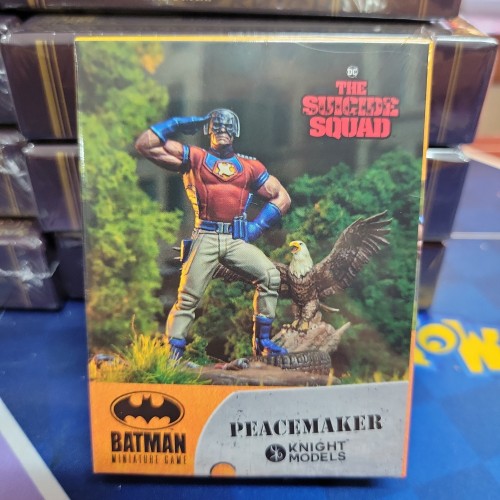 DC
THE
SUICIDE
SQUAD
BATMAN
MINIATURE GAME
PEACEMAKER
KNIGHT
MODELS